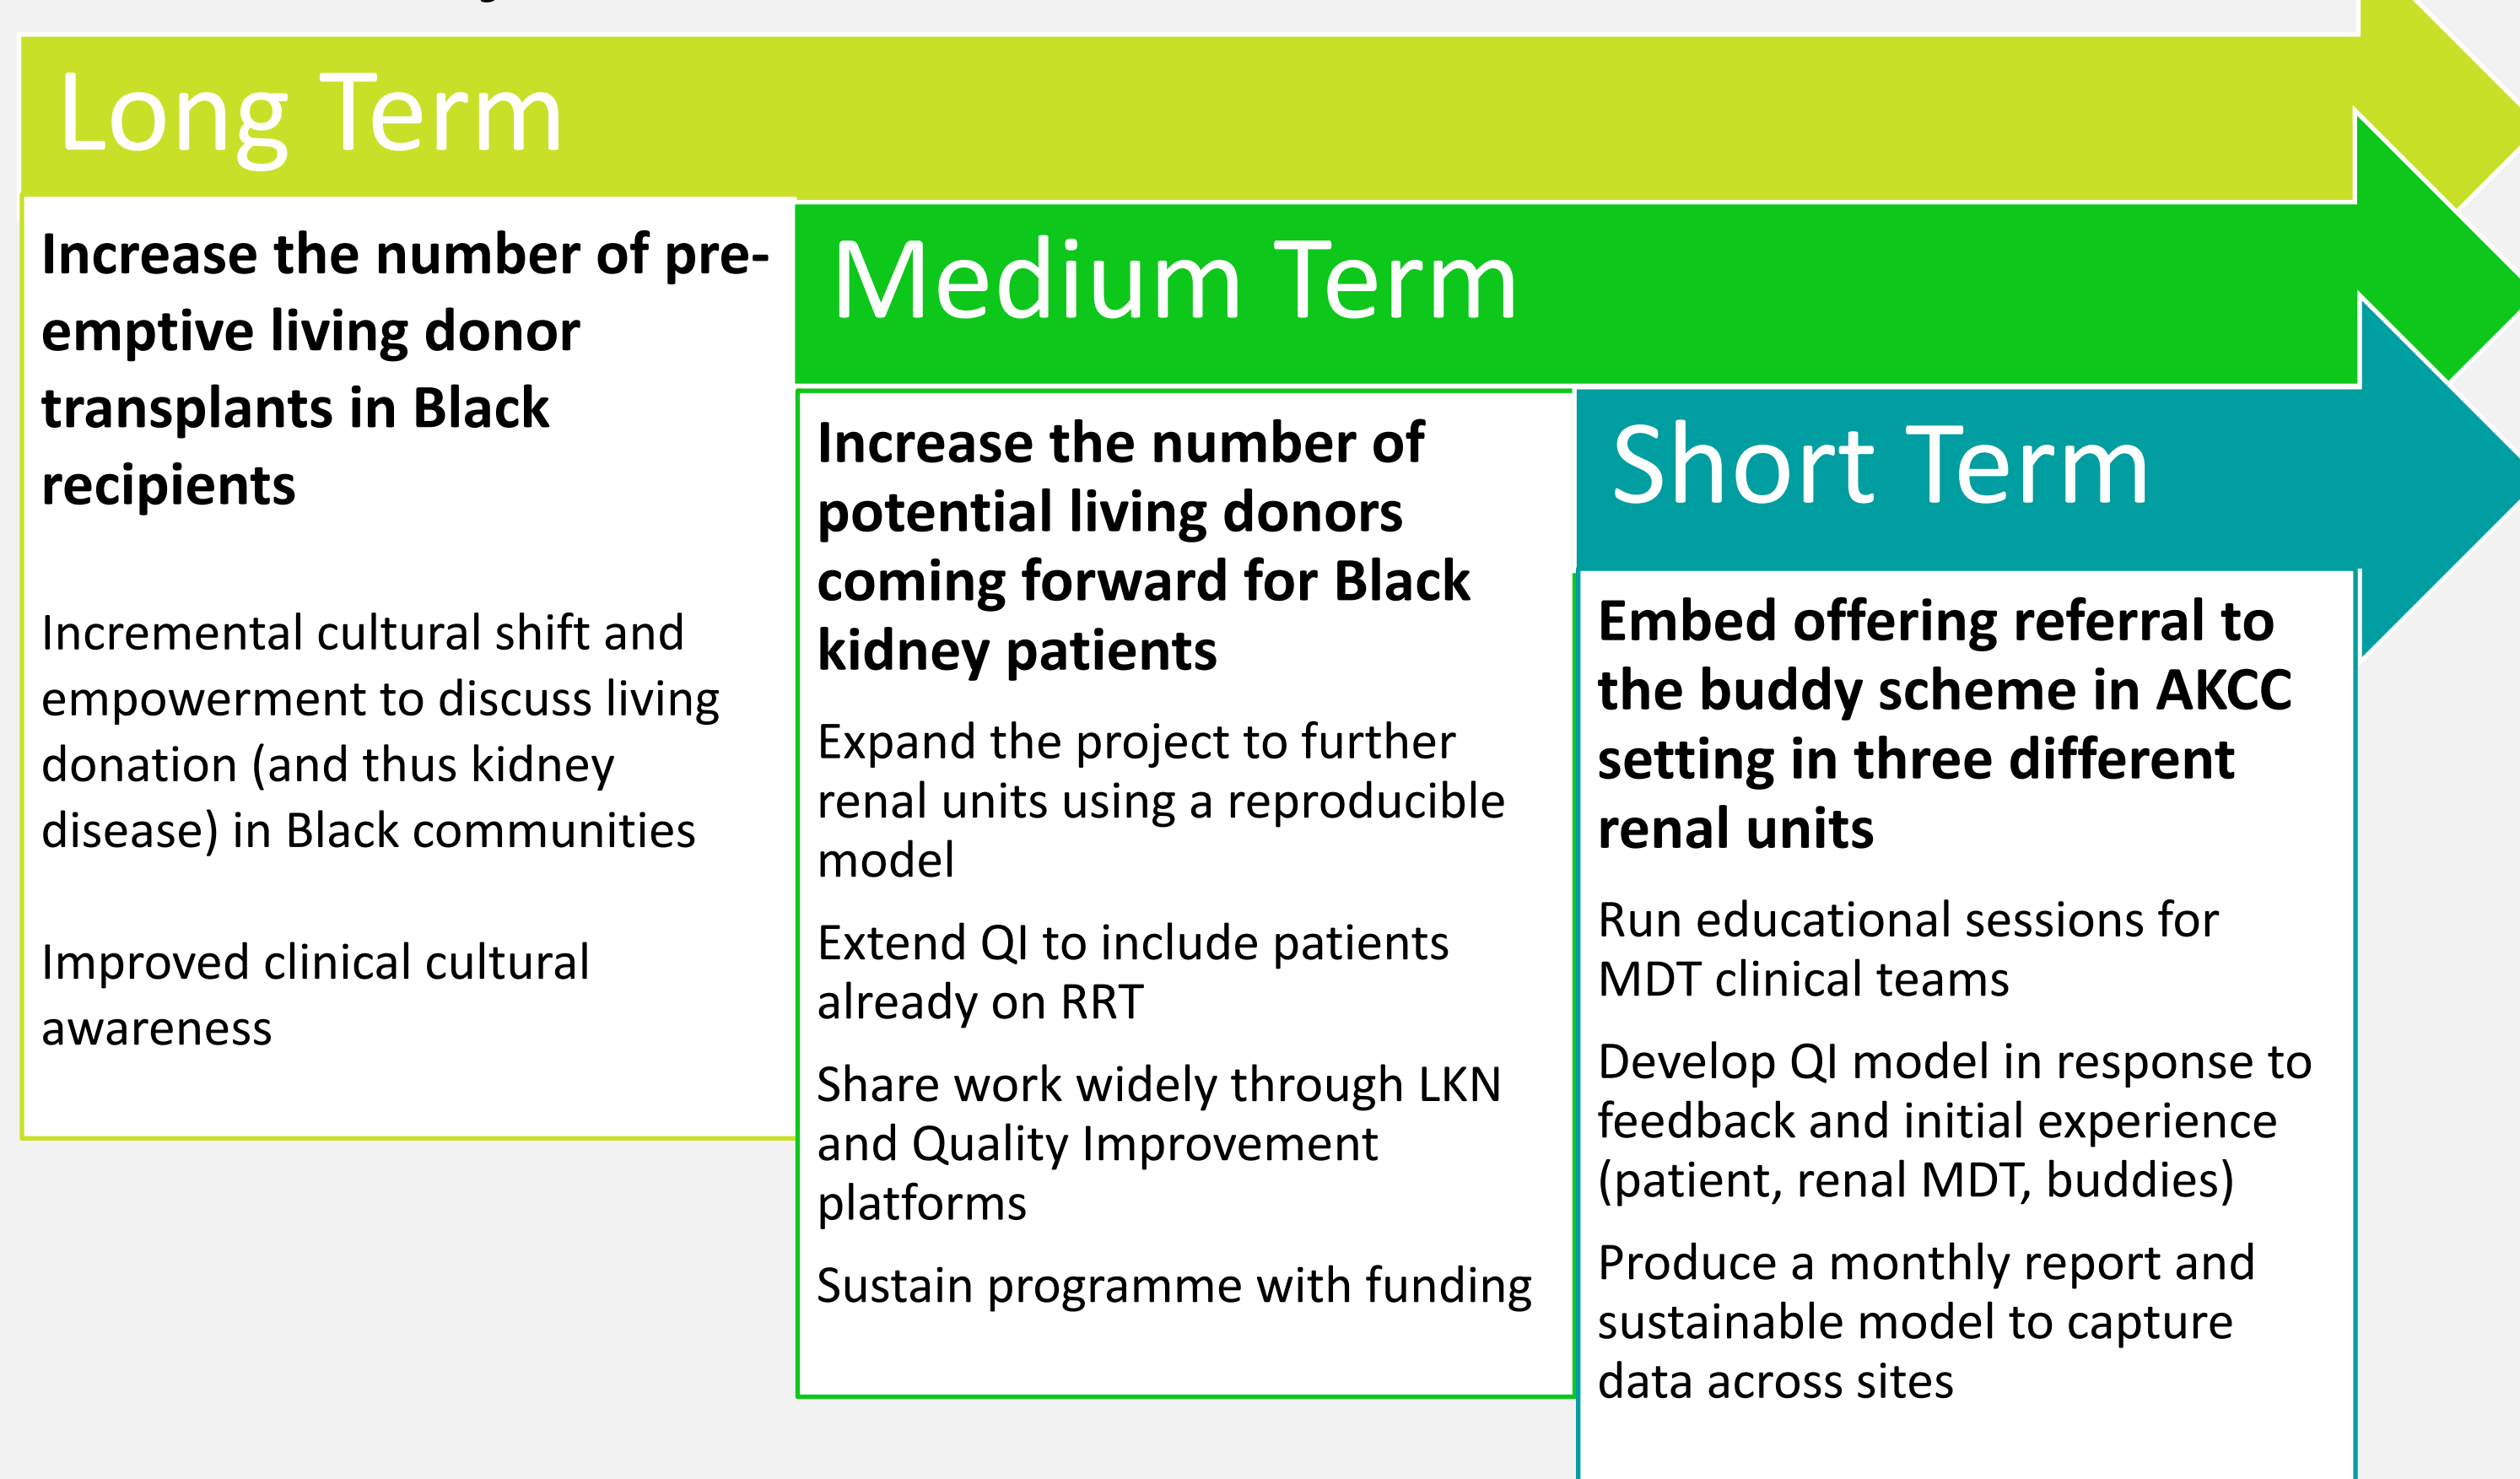 Long Term
Increase the number of pre-
emptive living donor
transplants in Black
recipients
Incremental cultural shift and
empowerment to discuss living
donation (and thus kidney
disease) in Black communities
Improved clinical cultural
awareness
Medium Term
Increase the number of
potential living donors
coming forward for Black
kidney patients
Expand the project to further
renal units using a reproducible
model
Extend QI to include patients
already on RRT
Share work widely through LKN
and Quality Improvement
platforms
Sustain programme with funding
Short Term
Embed offering referral to
the buddy scheme in AKCC
setting in three different
renal units
Run educational sessions for
MDT clinical teams
Develop QI model in response to
feedback and initial experience
(patient, renal MDT, buddies)
Produce a monthly report and
sustainable model to capture
data across sites